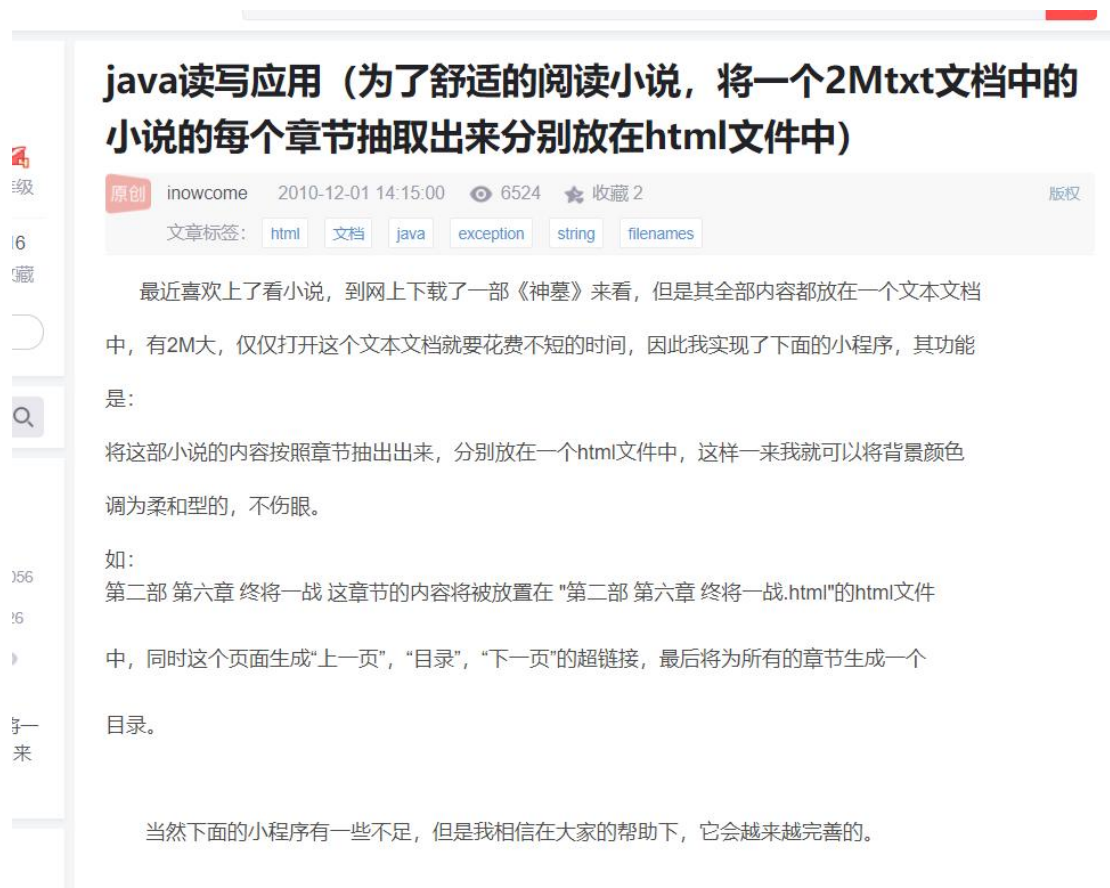 java读写应用（为了舒适的阅读小说，将一个2Mtxt文档中的
小说的每个章节抽取出来分别放在html文件中）
原创 inowcome 2010-12-01 14:15:00 6524 收藏 2 版权
文章标签： html 文档 java exception string filenames
最近喜欢上了看小说，到网上下载了一部《神墓》来看，但是其全部内容都放在一个文本文档
中，有2M大，仅仅打开这个文本文档就要花费不短的时间，因此我实现了下面的小程序，其功能
是：
将这部小说的内容按照章节抽出出来，分别放在一个html文件中，这样一来我就可以将背景颜色
调为柔和型的，不伤眼。
如：
第二部 第六章 终将一战 这章节的内容将被放置在 "第二部 第六章 终将一战.html"的html文件
中，同时这个页面生成“上一页”，“目录”，“下一页”的超链接，最后将为所有的章节生成一个
目录。
当然下面的小程序有一些不足，但是我相信在大家的帮助下，它会越来越完善的。